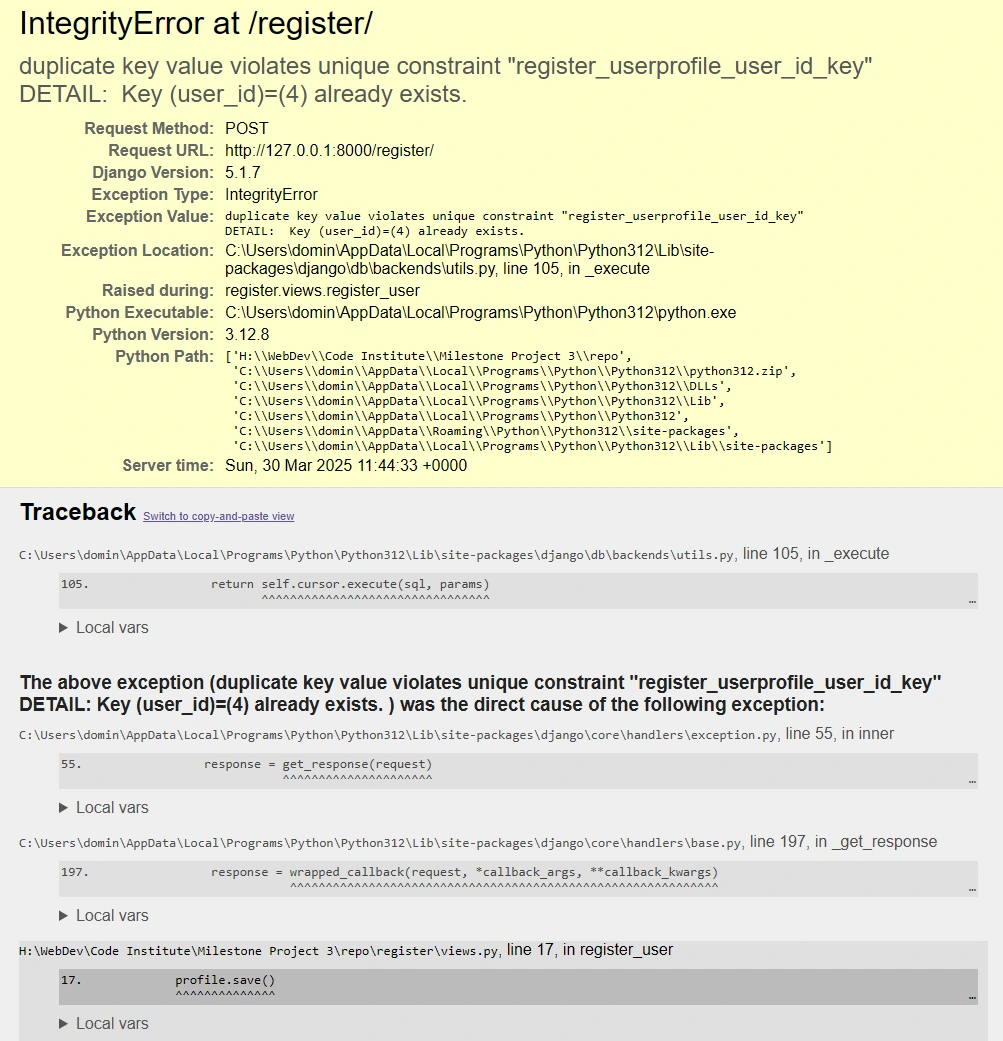 IntegrityError at /register/
duplicate key value violates unique constraint "register_userprofile_user_id_key"
DETAIL:  Key (user_id)=(4) already exists.
Request Method: POST
Request URL: http://127.0.0.1:8000/register/
Django Version: 5.1.7
Exception Type: IntegrityError
Exception Value: duplicate key value violates unique constraint "register_userprofile_user_id_key"
DETAIL:  Key (user_id)=(4) already exists.
Exception Location: C:\Users\domin\AppData\Local\Programs\Python\Python312\Lib\site-
packages\django\db\backends\utils.py, line 105, in _execute
Raised during: register.views.register_user
Python Executable: C:\Users\domin\AppData\Local\Programs\Python\Python312\python.exe
Python Version: 3.12.8
Python Path: ['H:\\WebDev\\Code Institute\\Milestone Project 3\\repo',
'C:\\Users\\domin\\AppData\\Local\\Programs\\Python\\Python312\\python312.zip',
'C:\\Users\\domin\\AppData\\Local\\Programs\\Python\\Python312\\DLLs',
'C:\\Users\\domin\\AppData\\Local\\Programs\\Python\\Python312\\Lib',
'C:\\Users\\domin\\AppData\\Local\\Programs\\Python\\Python312',
'C:\\Users\\domin\\AppData\\Roaming\\Python\\Python312\\site-packages',
'C:\\Users\\domin\\AppData\\Local\\Programs\\Python\\Python312\\Lib\\site-packages']
Server time: Sun, 30 Mar 2025 11:44:33 +0000
Traceback Switch to copy-and-paste view
C:\Users\domin\AppData\Local\Programs\Python\Python312\Lib\site-packages\django\db\backends\utils.py, line 105, in _execute
105. return self.cursor.execute(sql, params)
^^^^^^^^^^^^^^^^^^^^^^^^^^^^^^^^ …
▶ Local vars
The above exception (duplicate key value violates unique constraint "register_userprofile_user_id_key"
DETAIL: Key (user_id)=(4) already exists. ) was the direct cause of the following exception:
C:\Users\domin\AppData\Local\Programs\Python\Python312\Lib\site-packages\django\core\handlers\exception.py, line 55, in inner
55. response = get_response(request)
^^^^^^^^^^^^^^^^^^^^^ …
▶ Local vars
C:\Users\domin\AppData\Local\Programs\Python\Python312\Lib\site-packages\django\core\handlers\base.py, line 197, in _get_response
197. response = wrapped_callback(request, *callback_args, **callback_kwargs)
^^^^^^^^^^^^^^^^^^^^^^^^^^^^^^^^^^^^^^^^^^^^^^^^^^^^^^^^^^^^ …
▶ Local vars
H:\WebDev\Code Institute\Milestone Project 3\repo\register\views.py, line 17, in register_user
17. profile.save()
^^^^^^^^^^^^^^ …
▶ Local vars